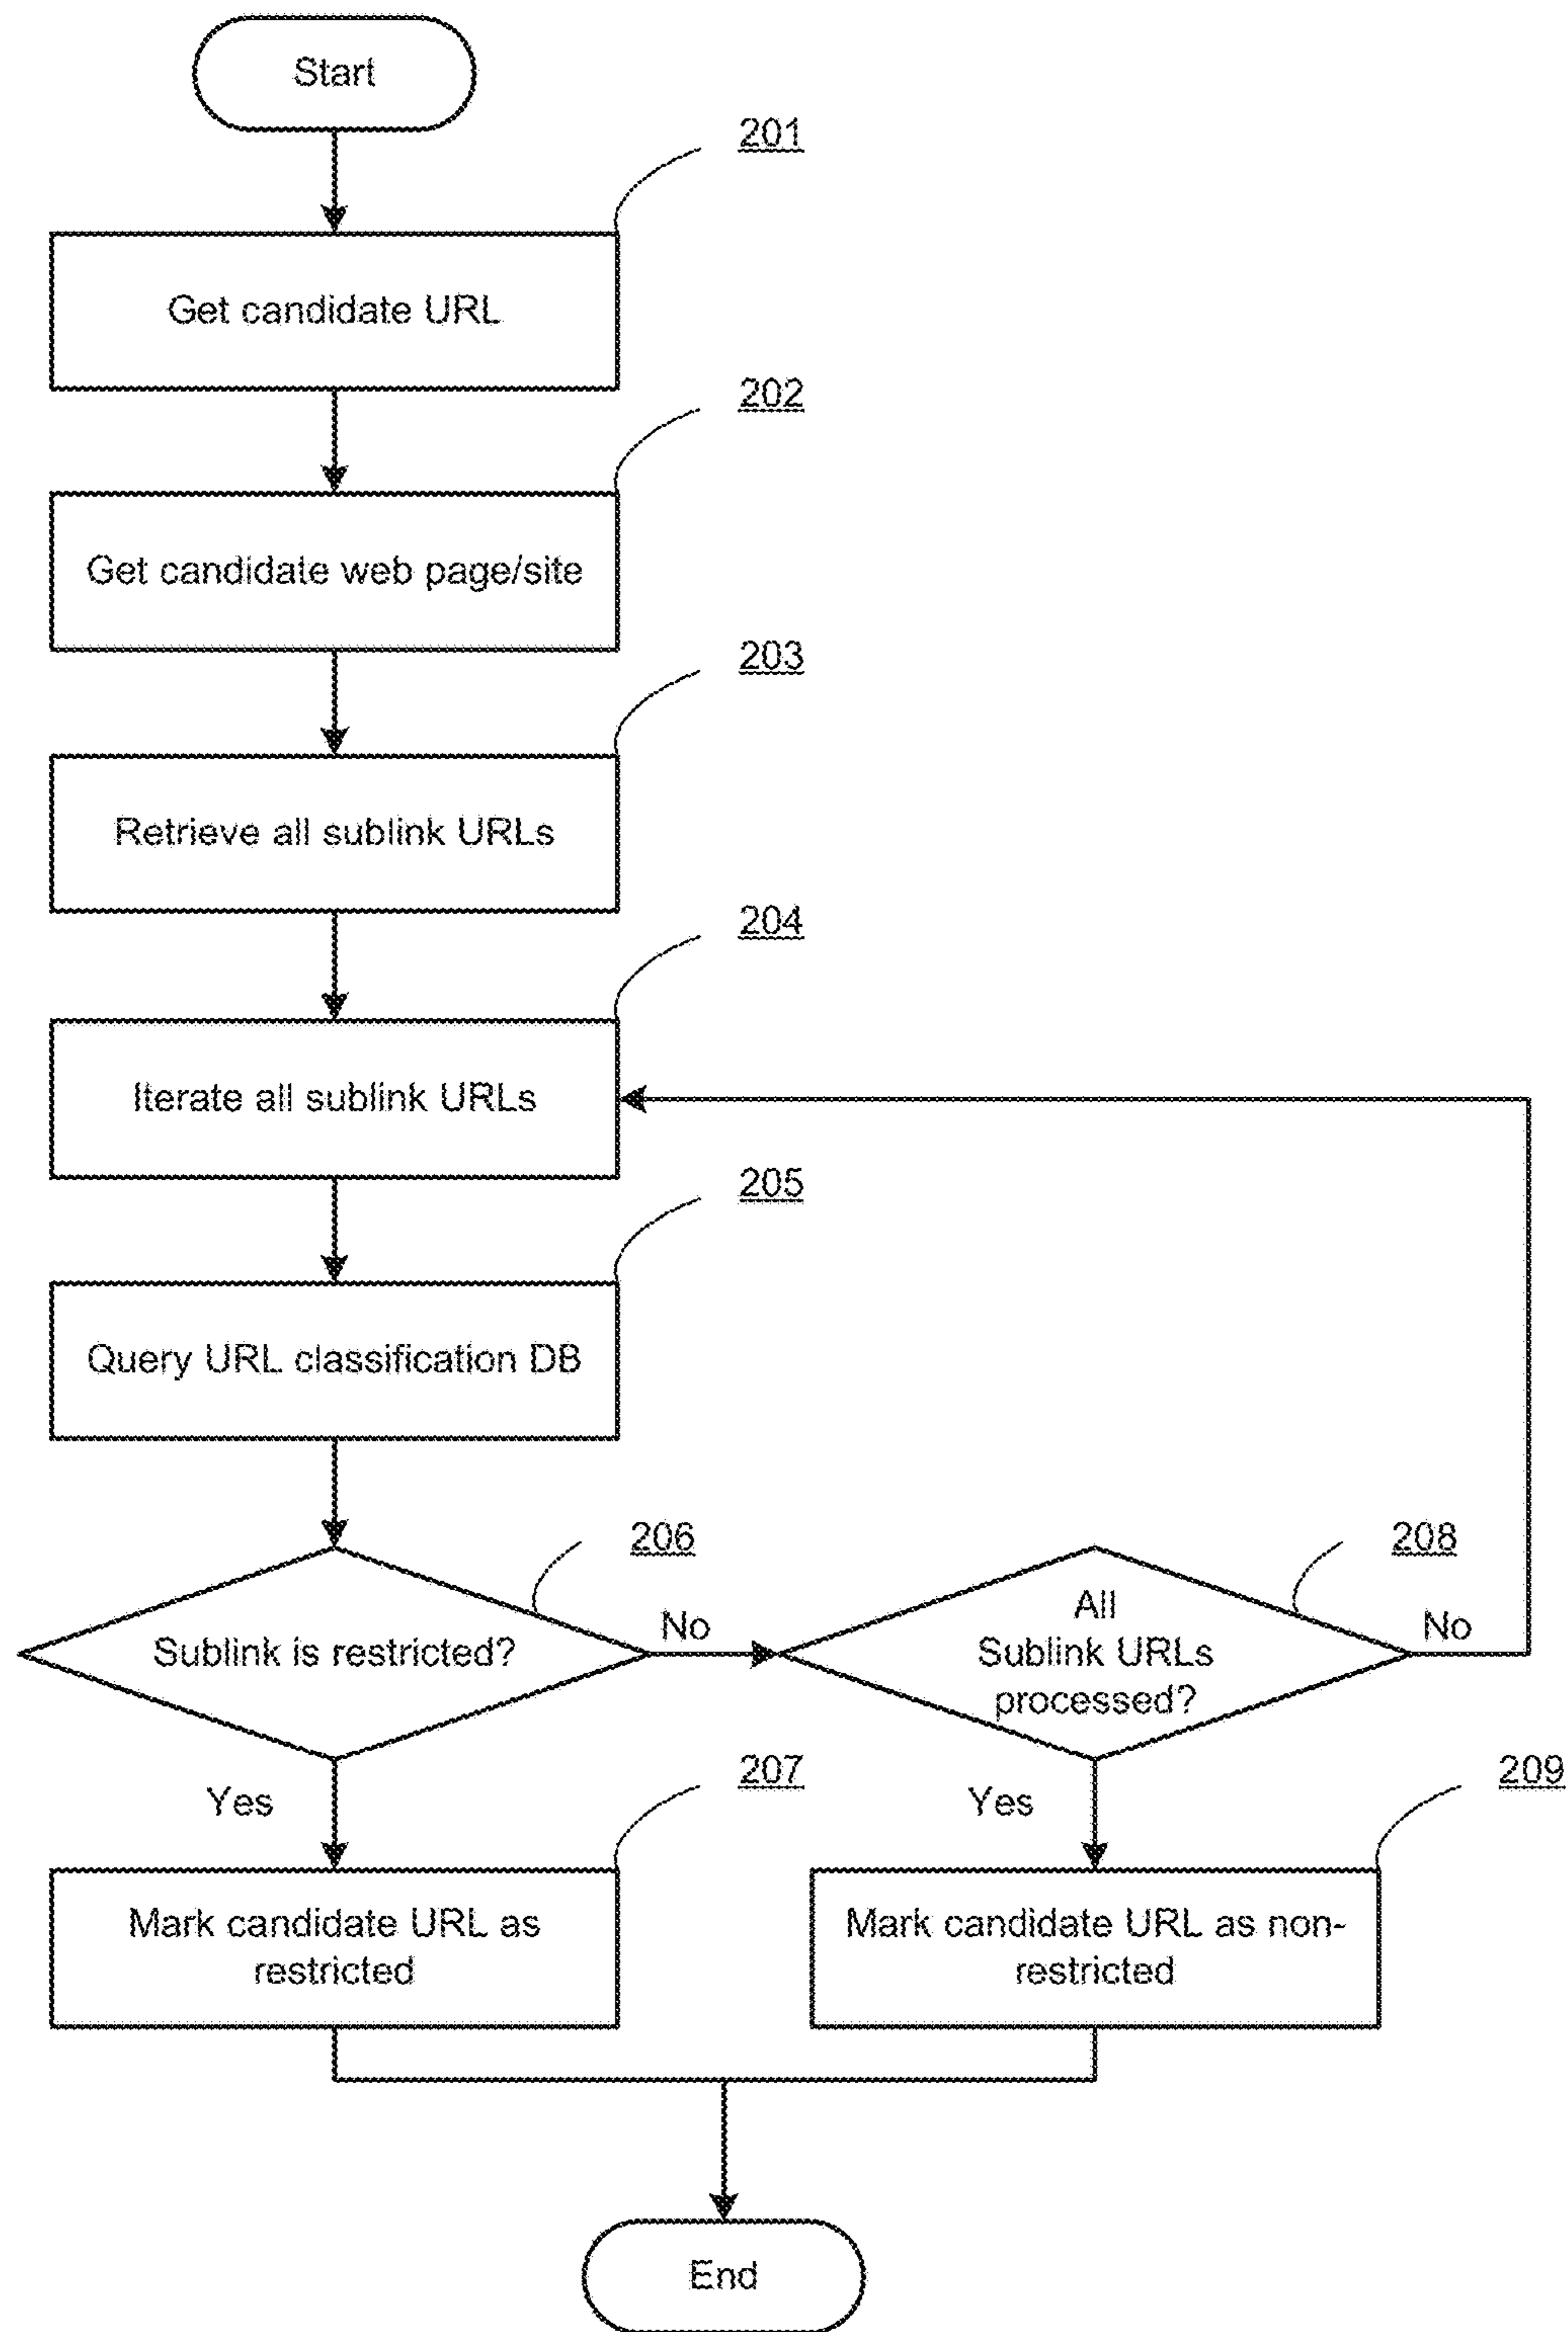 Start
201
Get candidate URL
202
Get candidate web page/site
203
Retrieve all sublink URLs
204
Iterate all sublink URLs
205
Query URL classification DB
206
Sublink is restricted?
No
208
All
Sublink URLs
processed?
No
Yes
207
Mark candidate URL as
restricted
Yes
209
Mark candidate URL as non-
restricted
End